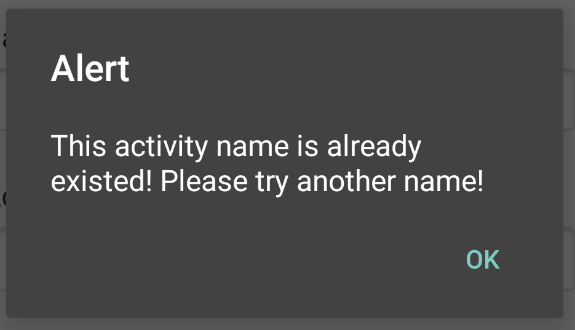 Alert
This activity name is already
existed! Please try another name!
OK